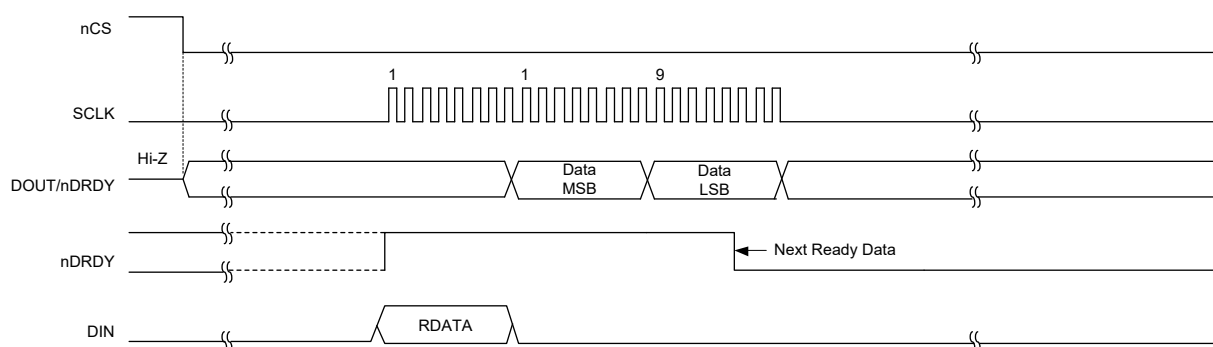 nCS
1 1 9
SCLK
Hi-Z
DOUT/nDRDY
Data
MSB
Data
LSB
nDRDY
Next Ready Data
DIN
RDATA